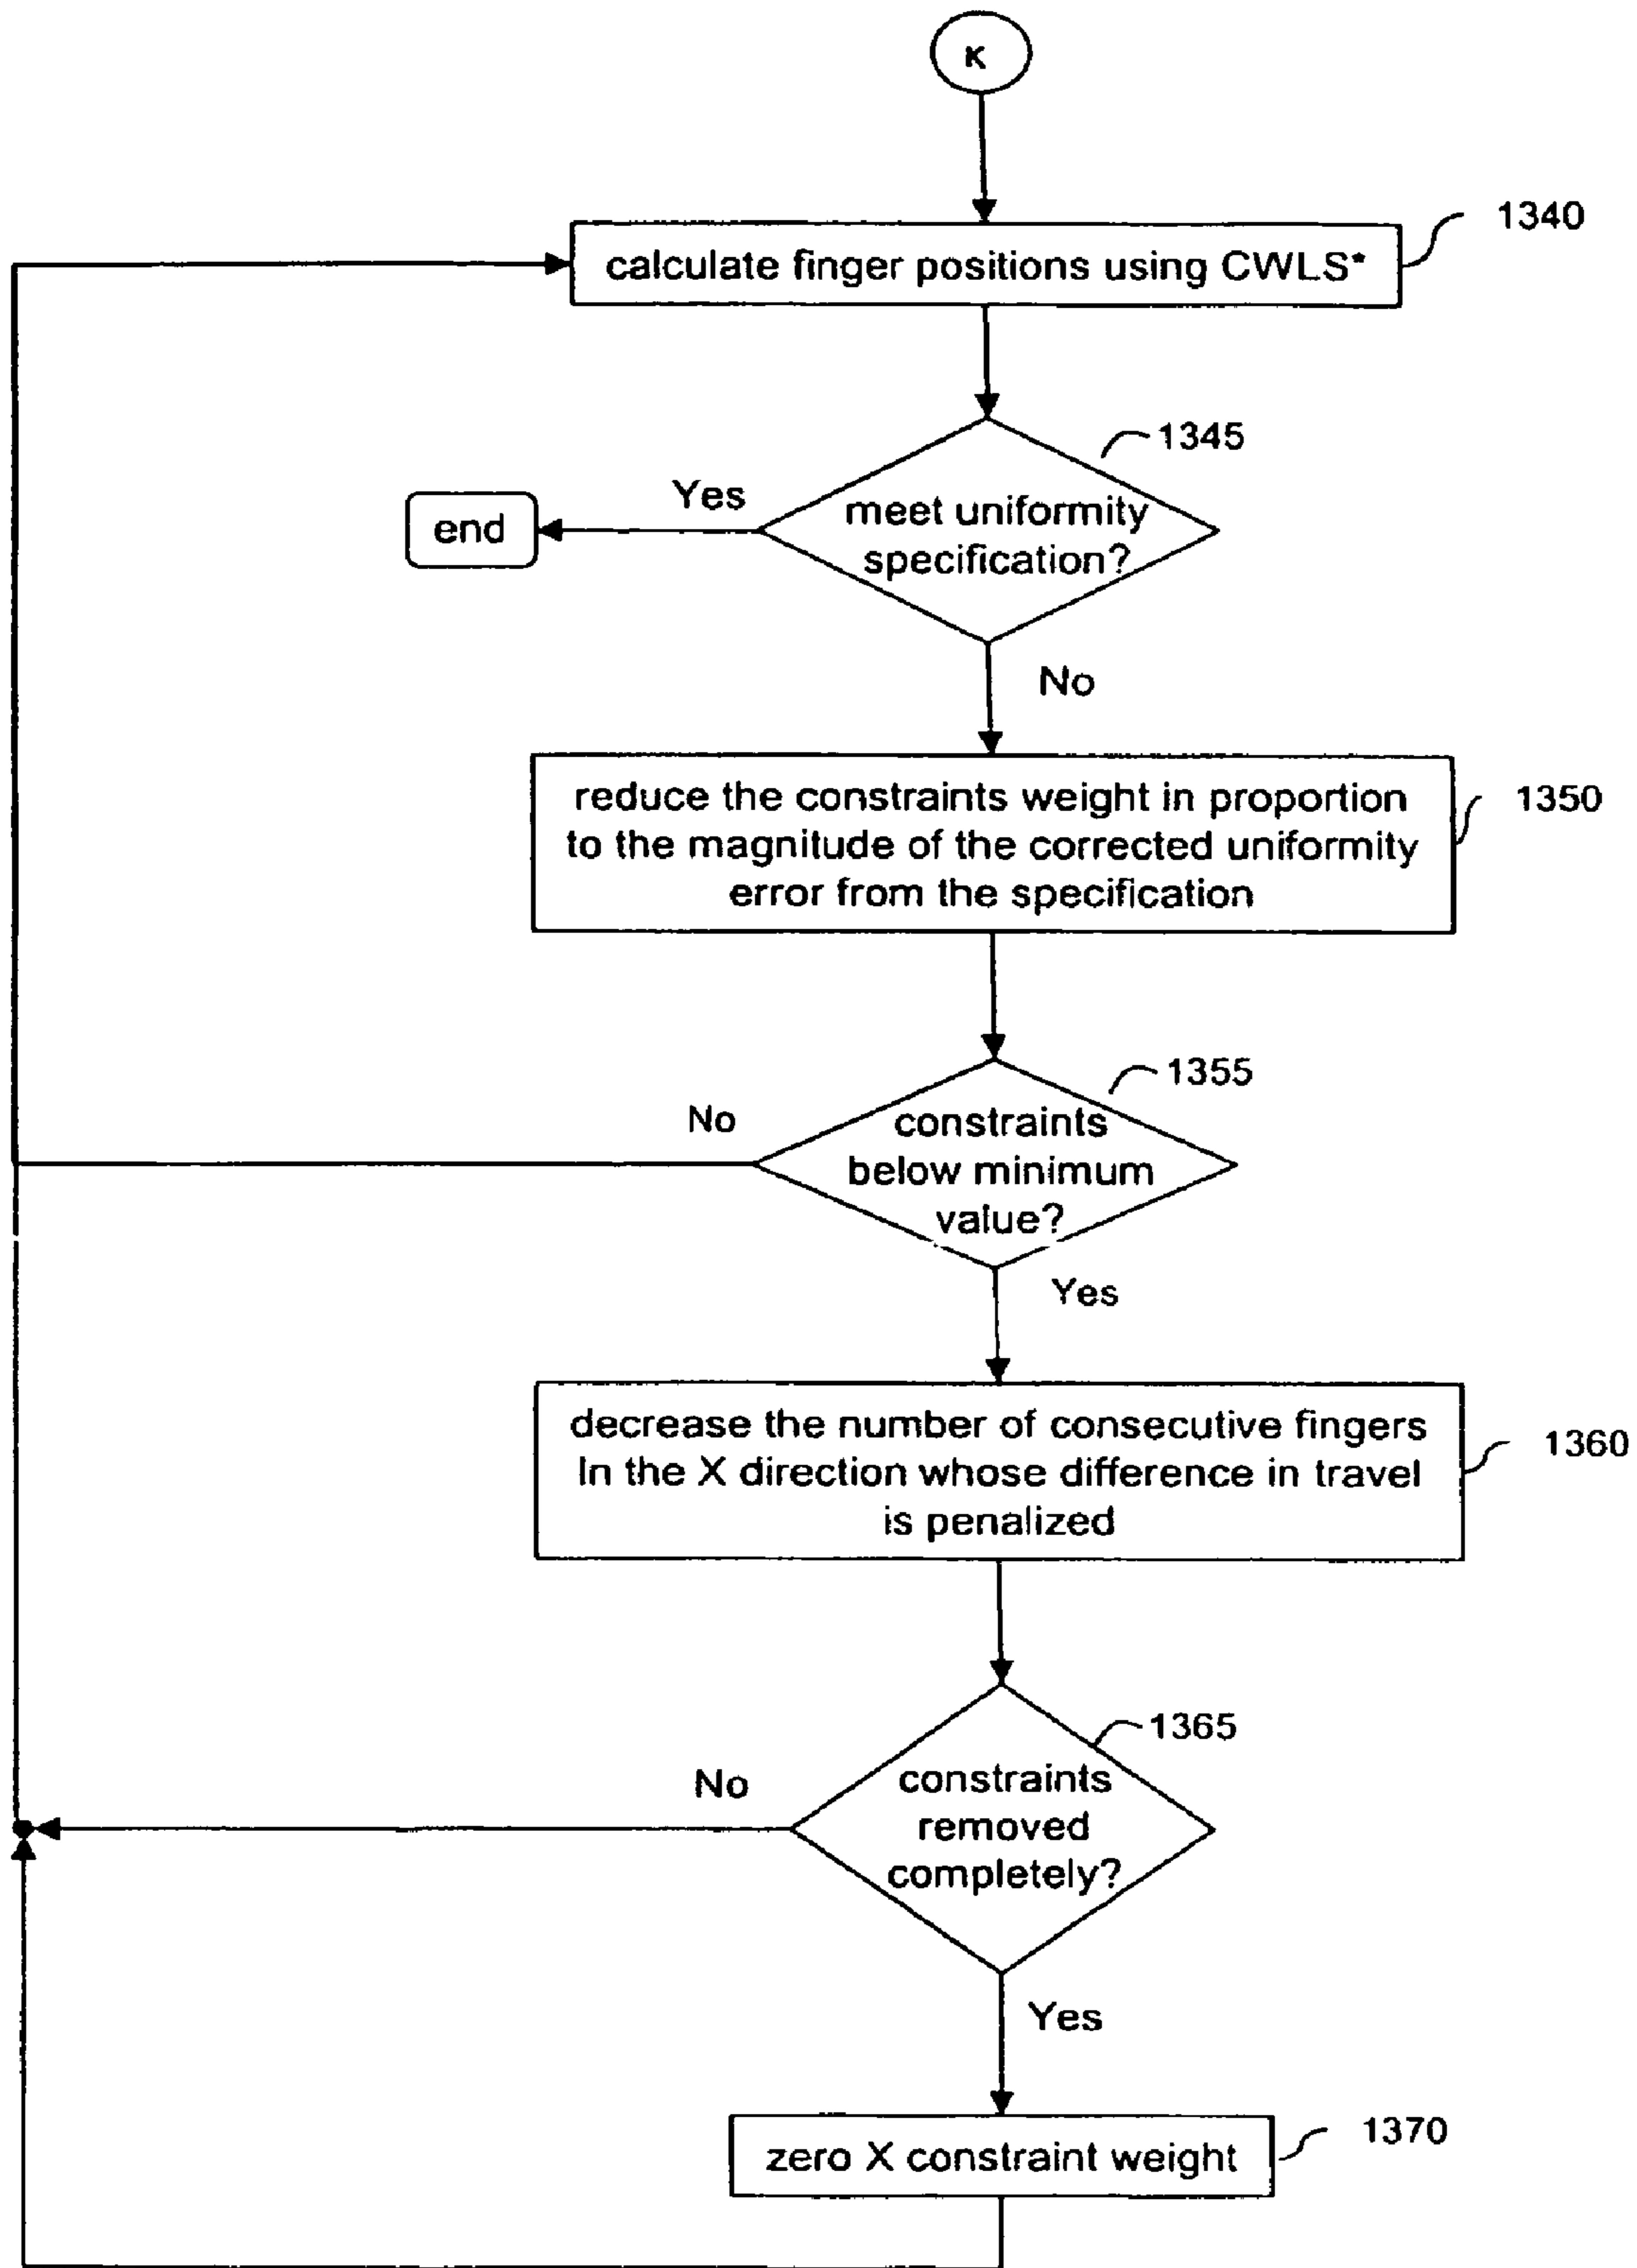 K
1340
calculate finger positions using CWLS*
1345
Yes
end
meet uniformity
specification?
No
reduce the constraints weight in proportion
to the magnitude of the corrected uniformity
error from the specification
1350
1355
No
constraints
below minimum
value?
Yes
decrease the number of consecutive fingers
In the X direction whose difference in travel
is penalized
1360
1365
No
constraints
removed
completely?
Yes
zero X constraint weight
1370